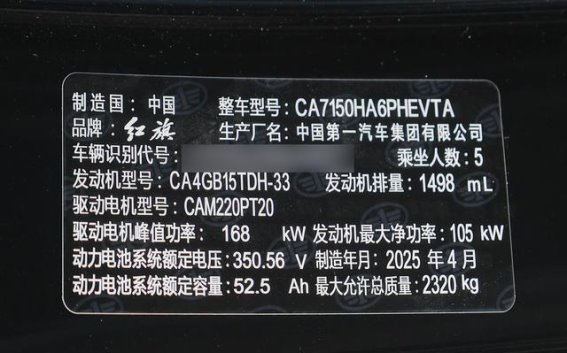 制造国：中国 整车型号：CA7150HA6PHEVTA
品牌：红旗 生产厂名：中国第一汽车集团有限公司
车辆识别代号： 乘坐人数：5
发动机型号：CA4GB15TDH-33 发动机排量：1498 mL
驱动电机型号：CAM220PT20
驱动电机峰值功率：168 kW 发动机最大净功率：105 kW
动力电池系统额定电压：350.56 V 制造年月：2025 年 4 月
动力电池系统额定容量：52.5 Ah 最大允许总质量：2320 kg